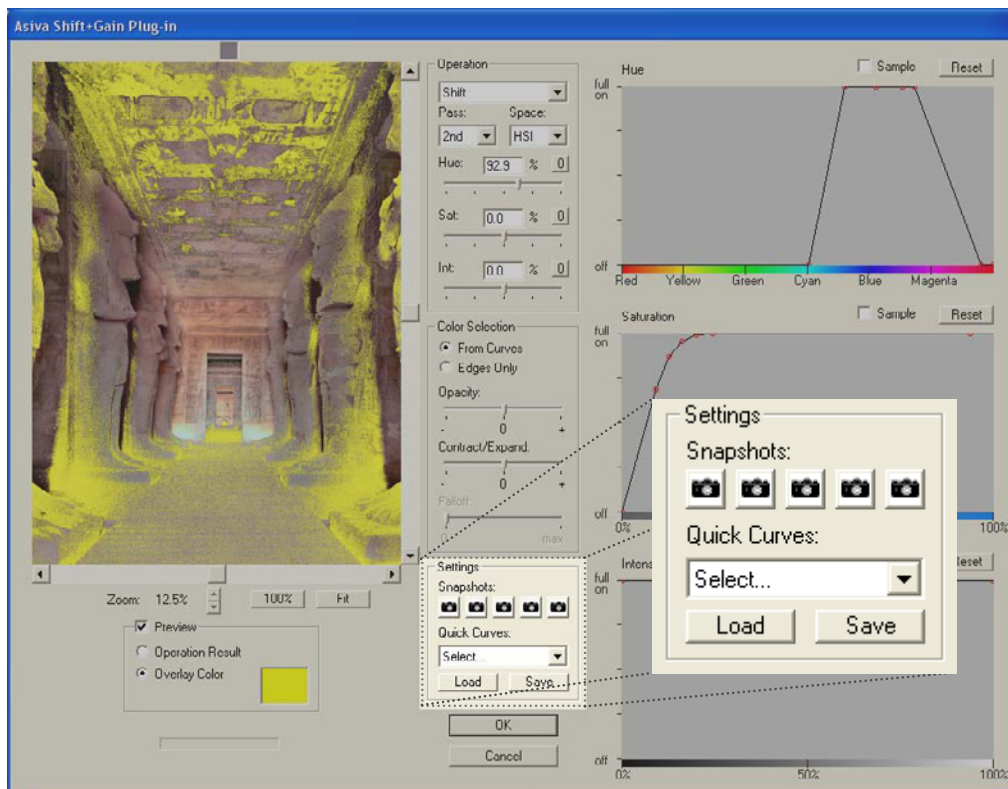 Asiva Shift+Gain Plug-in
Operation
Shift
Pass: Space:
2nd HSI
Hue: 92.9 % 0
Sat: 0.0 % 0
Int: 0.0 % 0
Color Selection
From Curves
Edges Only
Opacity:
- 0 +
Contract/Expand:
- 0 +
Falloff:
0 max
Settings
Snapshots:
Quick Curves:
Select...
Load Save
OK
Cancel
Zoom: 12.5% 100% Fit
Preview
Operation Result
Overlay Color
Hue Sample Reset
full on
off
Red Yellow Green Cyan Blue Magenta
Saturation Sample Reset
full on
off
0% 100%
Settings
Snapshots:
Quick Curves:
Select...
Load Save
Intens
full on
off
0% 50% 100%